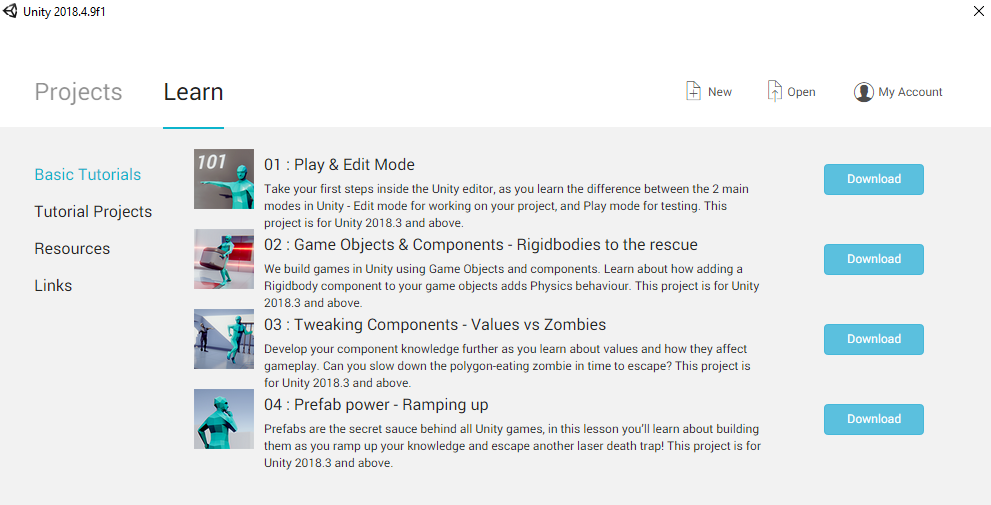 Unity 2018.4.9f1
Projects
Learn
New
Open
My Account
Basic Tutorials
Tutorial Projects
Resources
Links
101
01 : Play & Edit Mode
Take your first steps inside the Unity editor, as you learn the difference between the 2 main
modes in Unity - Edit mode for working on your project, and Play mode for testing. This
project is for Unity 2018.3 and above.
Download
02 : Game Objects & Components - Rigidbodies to the rescue
We build games in Unity using Game Objects and components. Learn about how adding a
Rigidbody component to your game objects adds Physics behaviour. This project is for Unity
2018.3 and above.
Download
03 : Tweaking Components - Values vs Zombies
Develop your component knowledge further as you learn about values and how they affect
gameplay. Can you slow down the polygon-eating zombie in time to escape? This project is
for Unity 2018.3 and above.
Download
04 : Prefab power - Ramping up
Prefabs are the secret sauce behind all Unity games, in this lesson you'll learn about building
them as you ramp up your knowledge and escape another laser death trap! This project is for
Unity 2018.3 and above.
Download